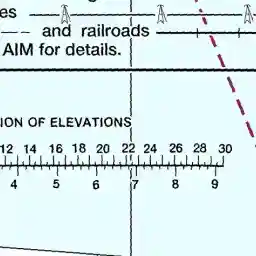 es
and railroads
AIM for details.
ION OF ELEVATIONS
12 14 16 18 20 22 24 26 28 30
4 5 6 7 8 9